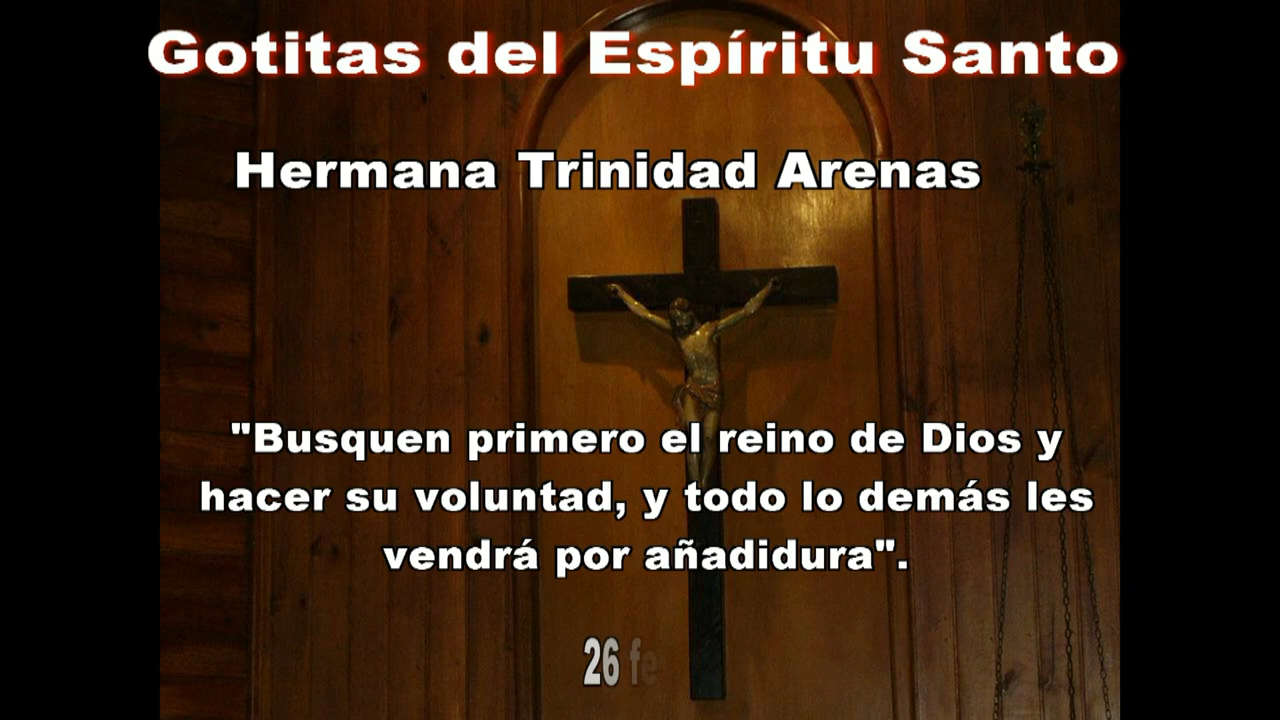 Gotitas del Espíritu Santo
Hermana Trinidad Arenas
"Busquen primero el reino de Dios y
hacer su voluntad, y todo lo demás les
vendrá por añadidura".
26 fe